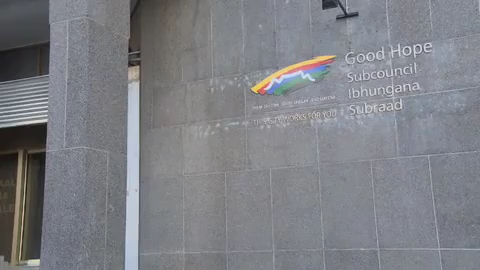 Good Hope
Subcouncil
Ibhungana
Subraad
THIS CITY WORKS FOR YOU